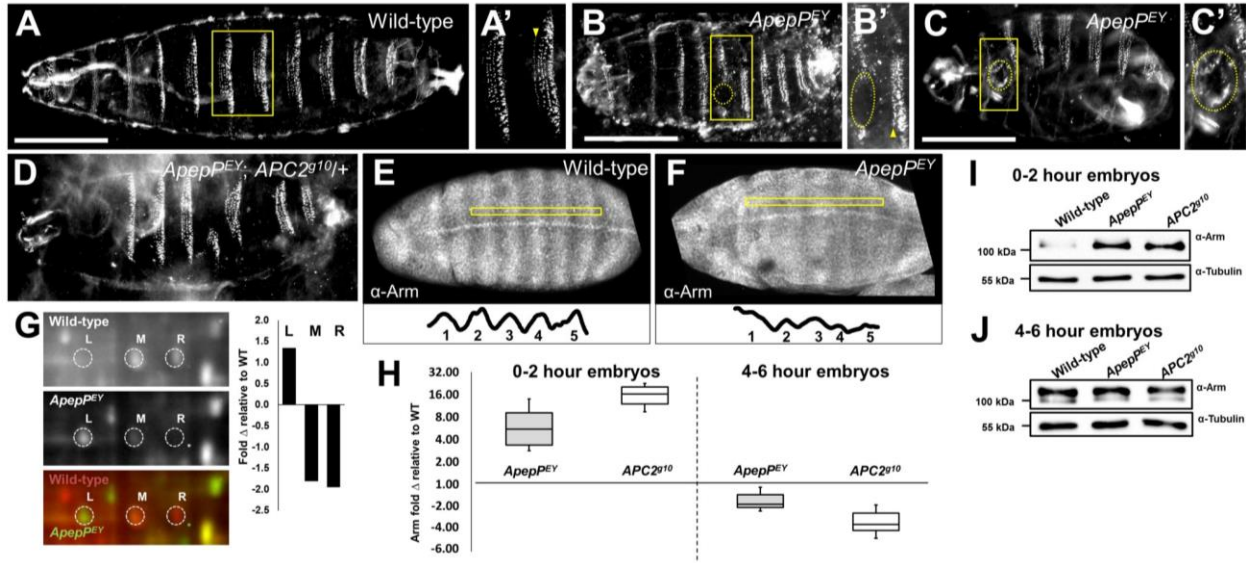 A Wild-type
A'
B ApepP^EY
B'
C ApepP^EY
C'
D ApepP^EY; APC2^g10/+
E Wild-type
α-Arm
1 2 3 4 5
F ApepP^EY
α-Arm
1 2 3 4 5
G
Wild-type
L M R
ApepP^EY
L M R
Wild-type
L M R
ApepP^EY
L M R
Fold Δ relative to WT
2.0
1.5
1.0
0.5
0.0
-0.5
-1.0
-1.5
-2.0
-2.5
H
0-2 hour embryos 4-6 hour embryos
Arm fold Δ relative to WT
32.00
16.00
8.00
4.00
2.00
1.00
-2.00
-4.00
-6.00
ApepP^EY APC2^g10 ApepP^EY APC2^g10
I 0-2 hour embryos
Wild-type ApepP^EY APC2^g10
α-Arm
100 kDa
α-Tubulin
55 kDa
J 4-6 hour embryos
Wild-type ApepP^EY APC2^g10
α-Arm
100 kDa
α-Tubulin
55 kDa